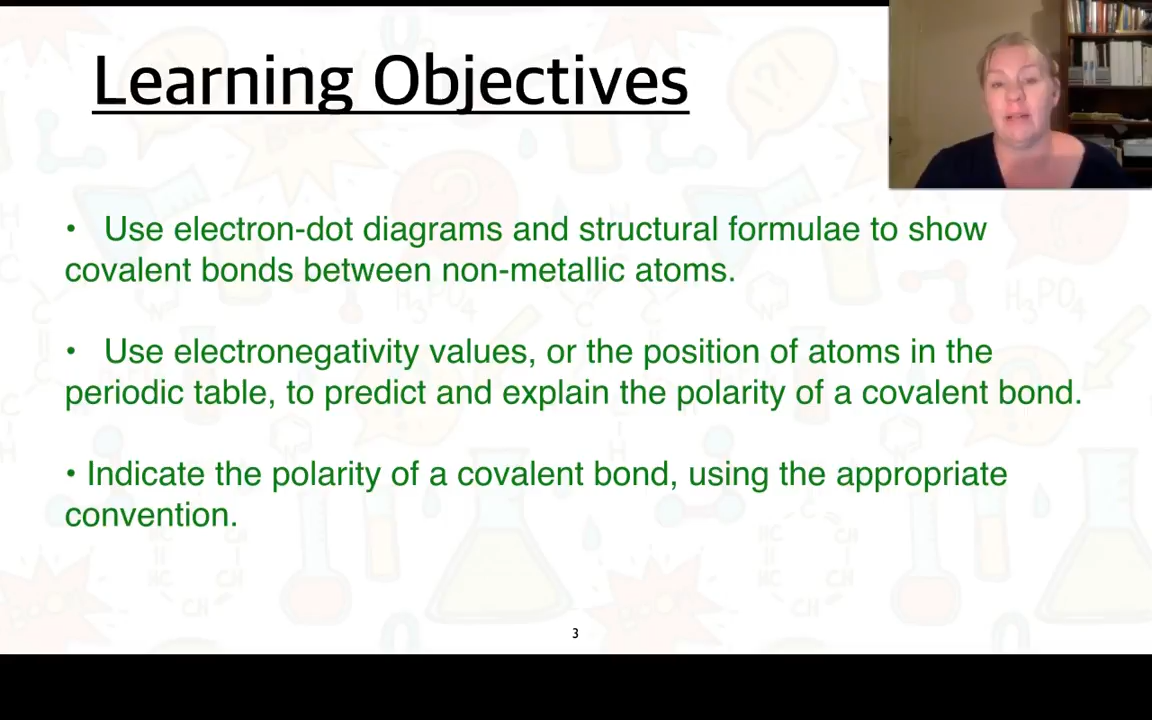 Learning Objectives
• Use electron-dot diagrams and structural formulae to show
covalent bonds between non-metallic atoms.
• Use electronegativity values, or the position of atoms in the
periodic table, to predict and explain the polarity of a covalent bond.
• Indicate the polarity of a covalent bond, using the appropriate
convention.
H₃PO₄
H₃PO₄
3